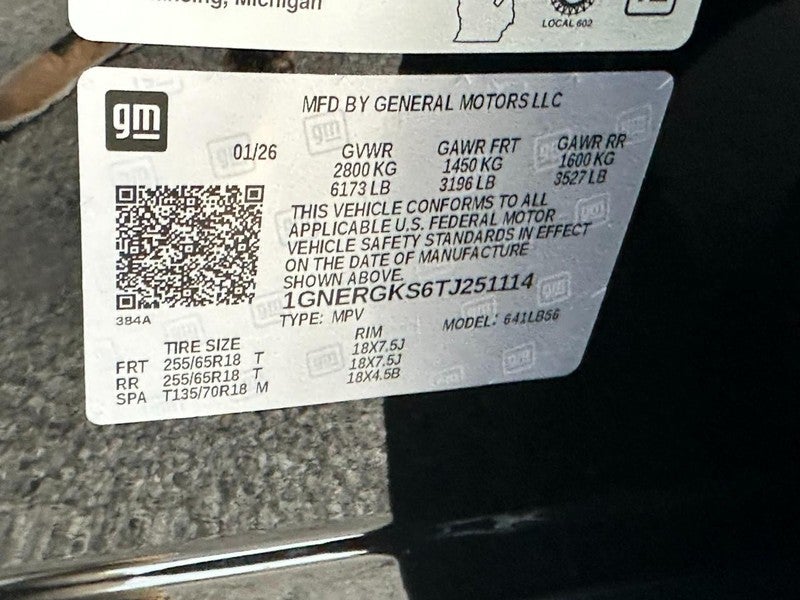 Lansing, Michigan
LOCAL 602
gm
MFD BY GENERAL MOTORS LLC
01/26 GVWR GAWR FRT GAWR RR
2800 KG 1450 KG 1600 KG
6173 LB 3196 LB 3527 LB
THIS VEHICLE CONFORMS TO ALL
APPLICABLE U.S. FEDERAL MOTOR
VEHICLE SAFETY STANDARDS IN EFFECT
ON THE DATE OF MANUFACTURE
SHOWN ABOVE.
1GNERGKS6TJ251114
384A
TYPE: MPV MODEL: 641LB56
TIRE SIZE RIM
FRT 255/65R18 T 18X7.5J
RR 255/65R18 T 18X7.5J
SPA T135/70R18 M 18X4.5B